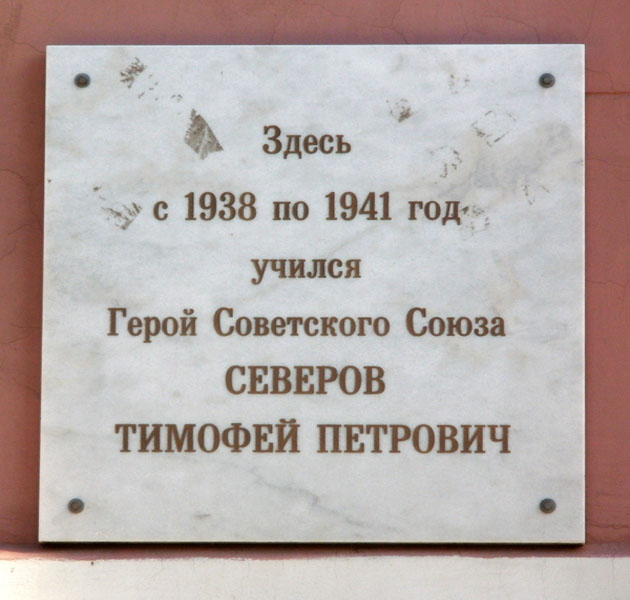 Здесь
с 1938 по 1941 год
учился
Герой Советского Союза
СЕВЕРОВ
ТИМОФЕЙ ПЕТРОВИЧ